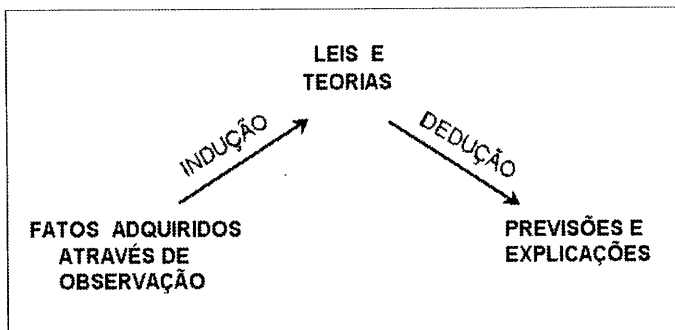 LEIS E
TEORIAS
INDUÇÃO
DEDUÇÃO
FATOS ADQUIRIDOS
ATRAVÉS DE
OBSERVAÇÃO
PREVISÕES E
EXPLICAÇÕES